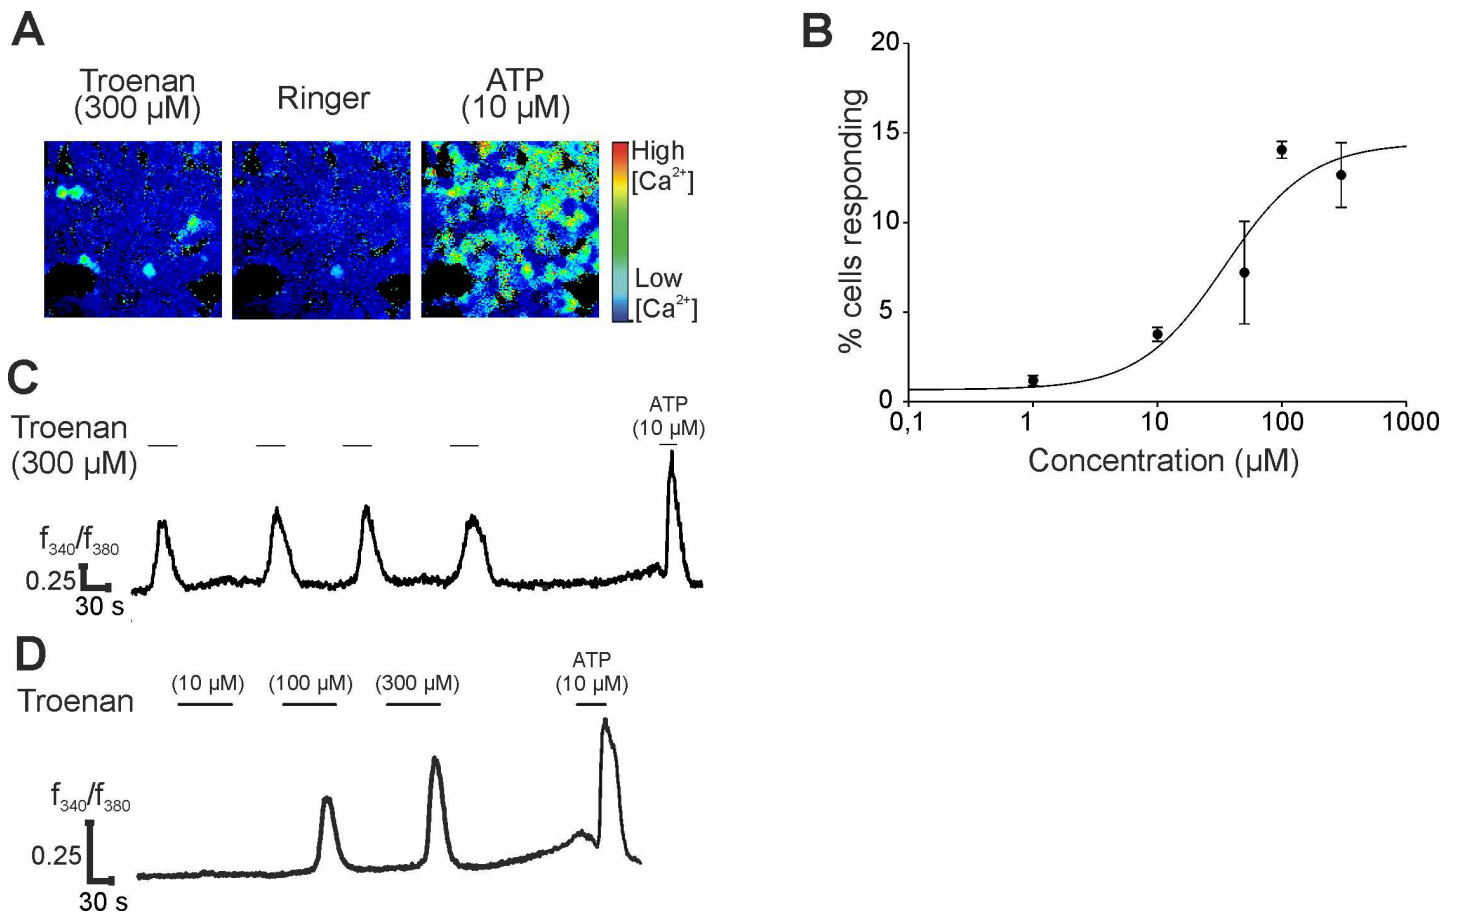 A
Troenan
(300 µM)
Ringer
ATP
(10 µM)
High
[Ca²⁺]
Low
[Ca²⁺]
B
20
15
10
5
0
% cells responding
0,1
1
10
100
1000
Concentration (µM)
C
Troenan
(300 µM)
ATP
(10 µM)
f₃₄₀/f₃₈₀
0.25
30 s
D
Troenan
(10 µM)
(100 µM)
(300 µM)
ATP
(10 µM)
f₃₄₀/f₃₈₀
0.25
30 s